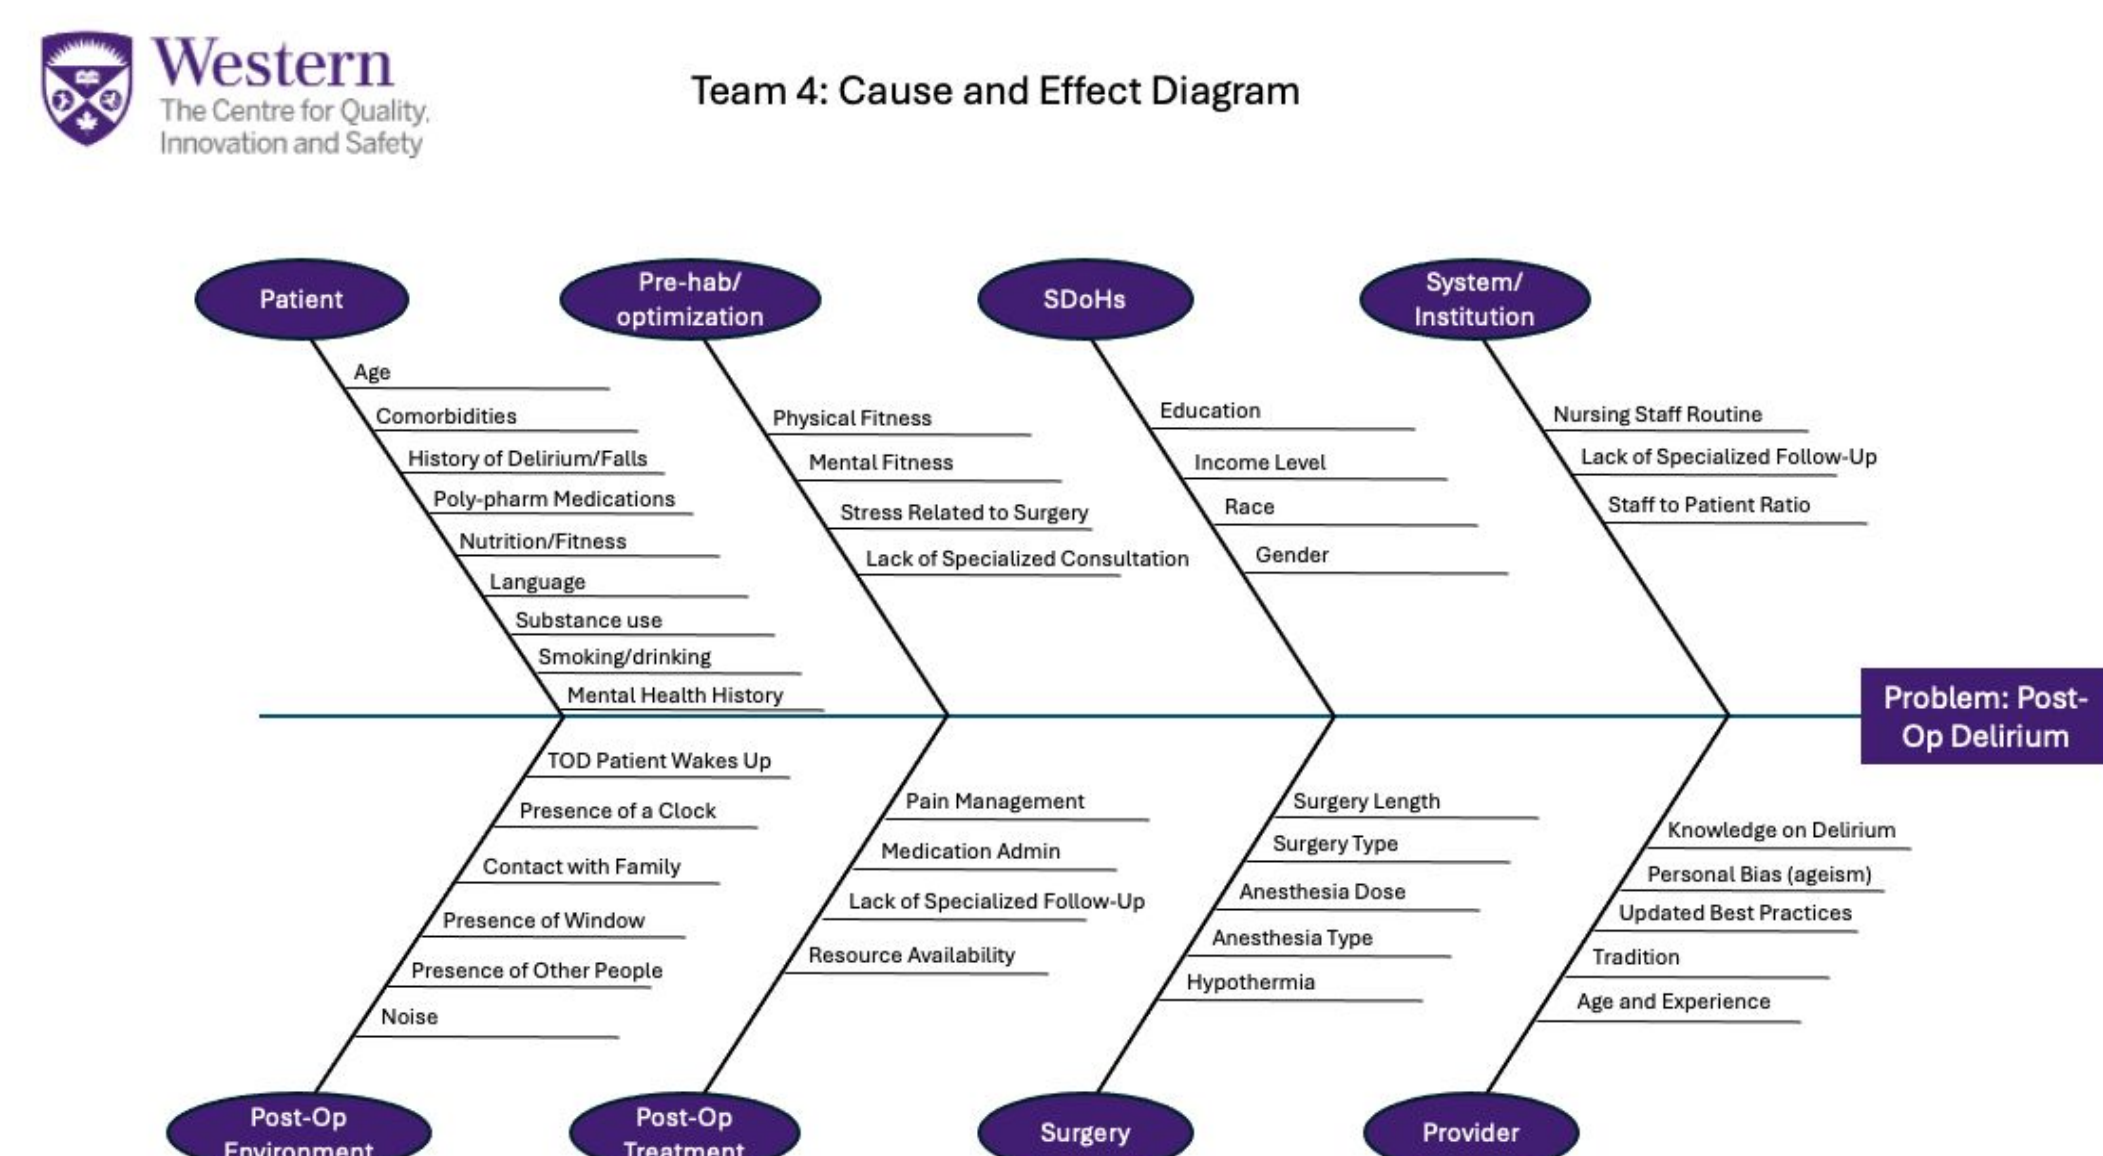 Western
The Centre for Quality,
Innovation and Safety
Team 4: Cause and Effect Diagram
Patient
Age
Comorbidities
History of Delirium/Falls
Poly-pharm Medications
Nutrition/Fitness
Language
Substance use
Smoking/drinking
Mental Health History
Pre-hab/
optimization
Physical Fitness
Mental Fitness
Stress Related to Surgery
Lack of Specialized Consultation
SDoHs
Education
Income Level
Race
Gender
System/
Institution
Nursing Staff Routine
Lack of Specialized Follow-Up
Staff to Patient Ratio
Problem: Post-
Op Delirium
TOD Patient Wakes Up
Presence of a Clock
Contact with Family
Presence of Window
Presence of Other People
Noise
Post-Op
Environment
Pain Management
Medication Admin
Lack of Specialized Follow-Up
Resource Availability
Post-Op
Treatment
Surgery Length
Surgery Type
Anesthesia Dose
Anesthesia Type
Hypothermia
Surgery
Knowledge on Delirium
Personal Bias (ageism)
Updated Best Practices
Tradition
Age and Experience
Provider